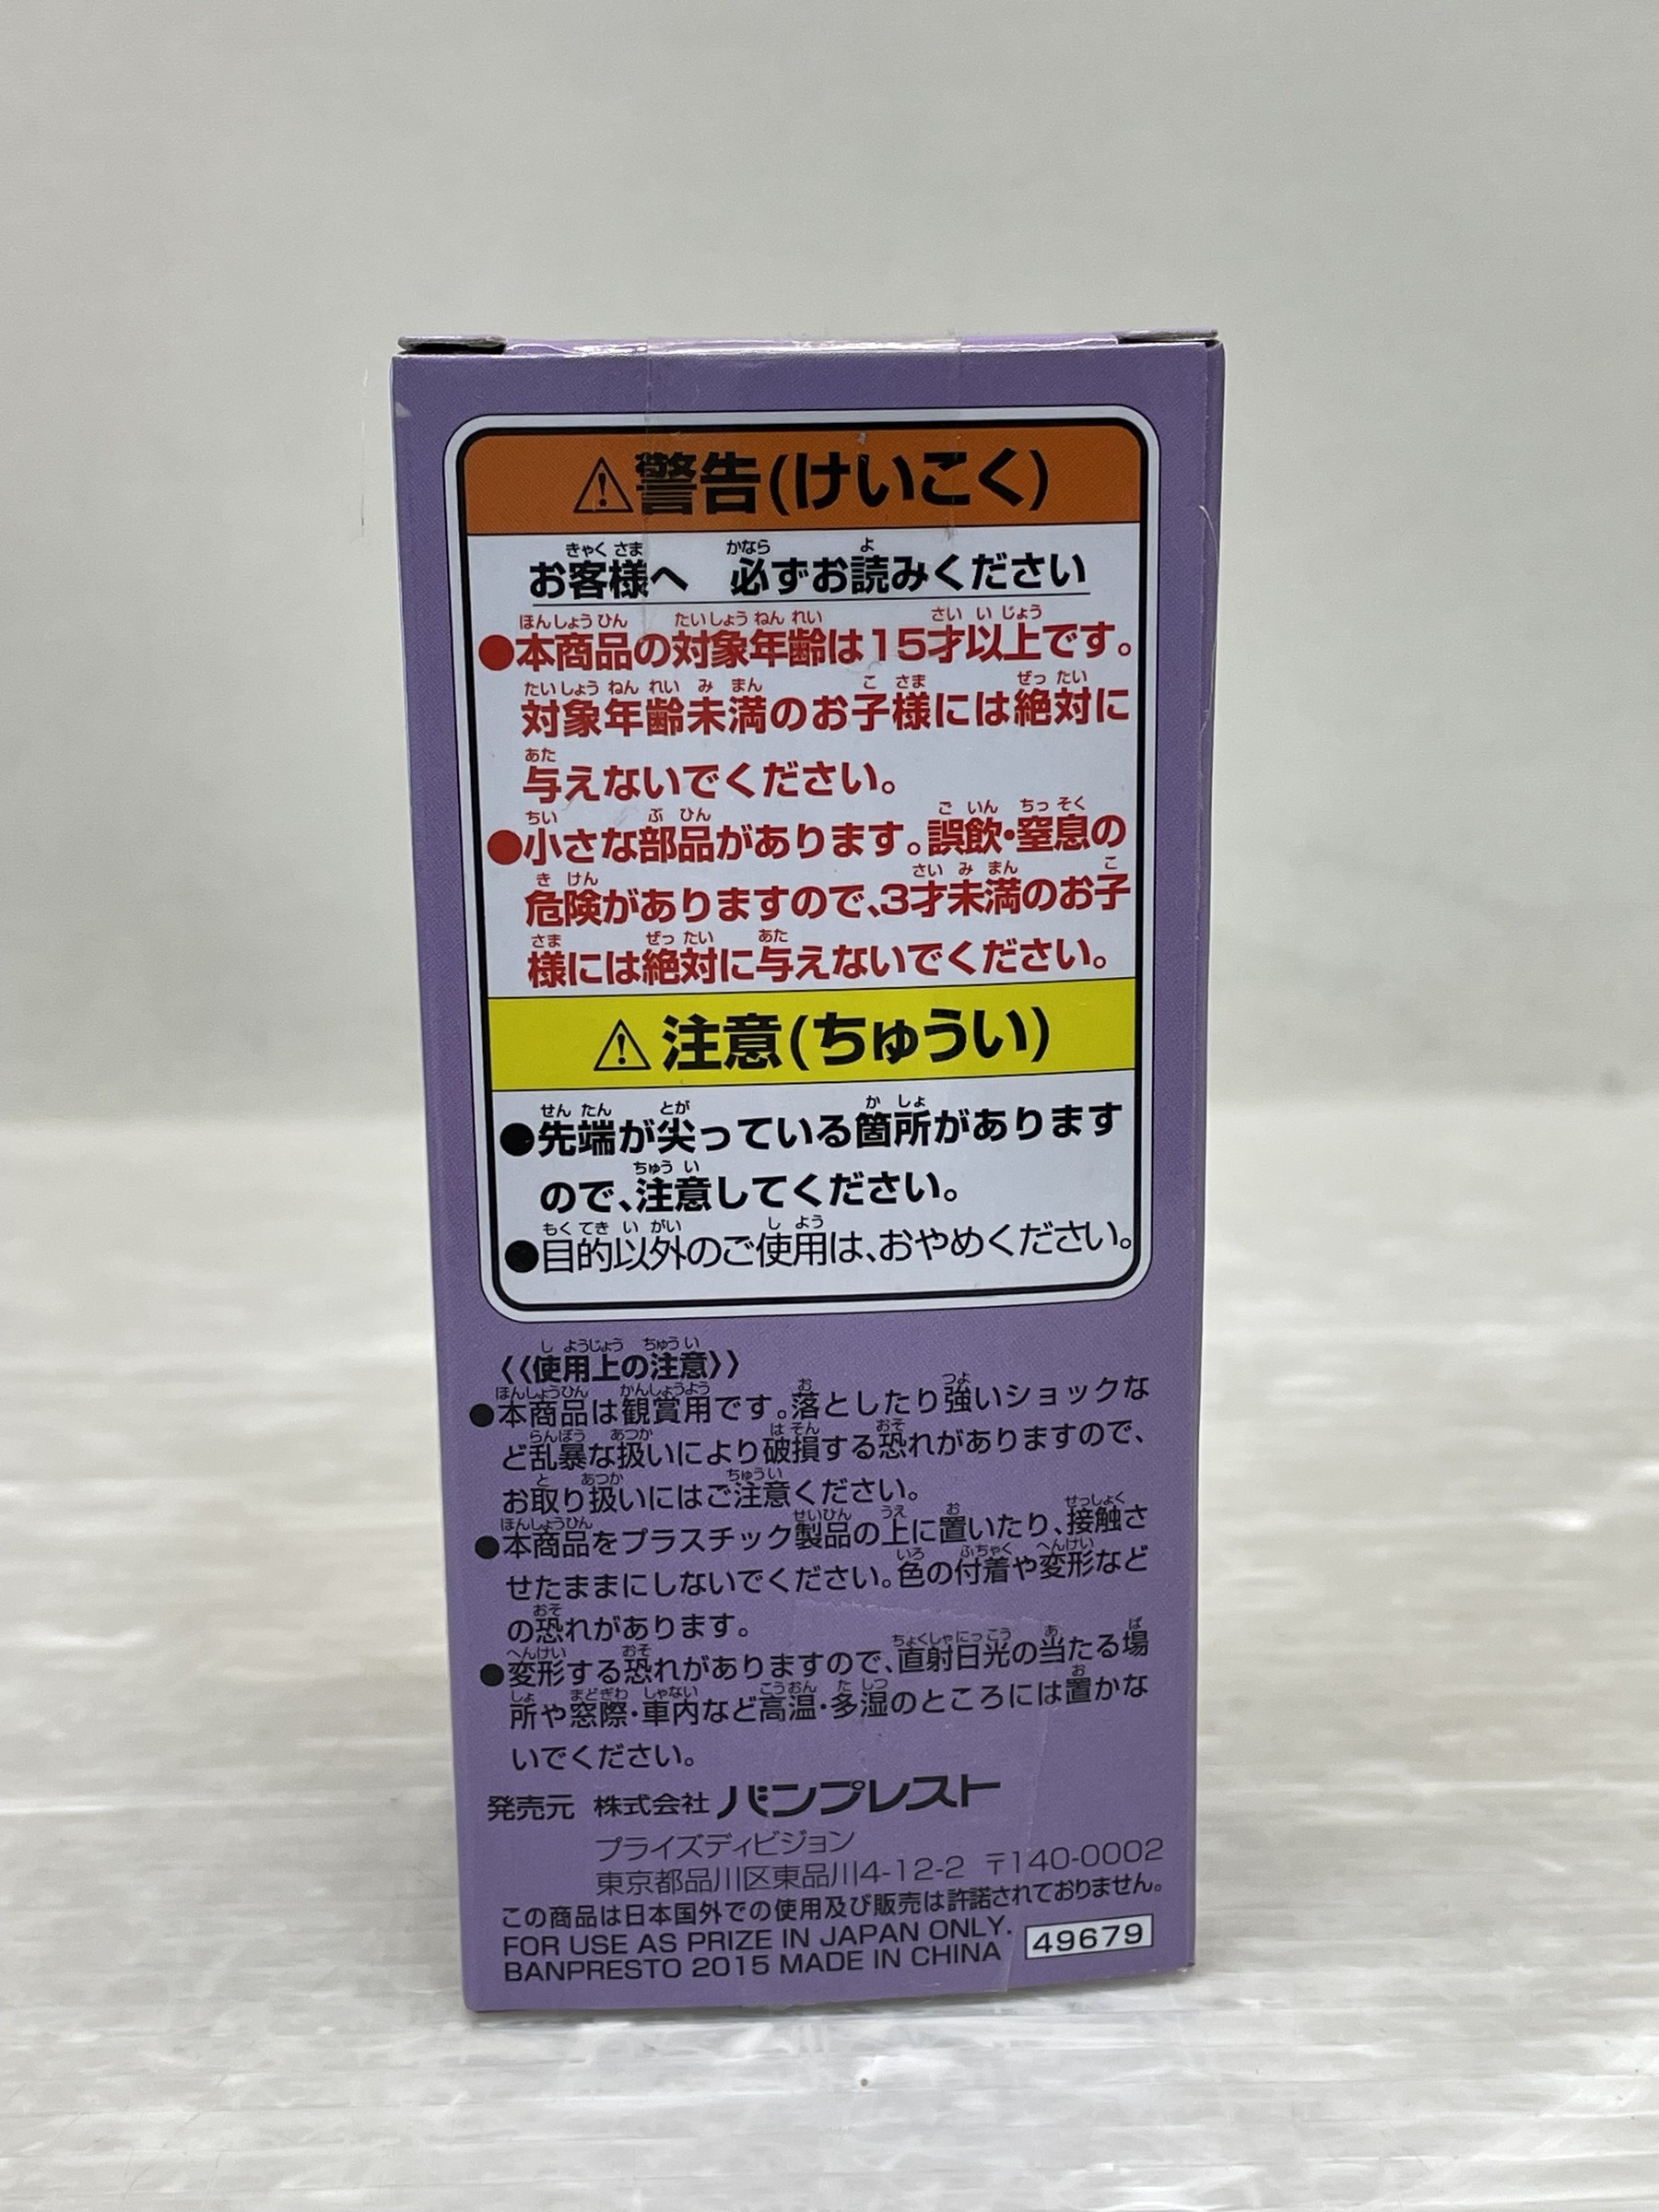 ⚠警告(けいこく)
お客様へ 必ずお読みください
●本商品の対象年齢は15才以上です。
対象年齢未満のお子様には絶対に
与えないでください。
●小さな部品があります。誤飲・窒息の
危険がありますので、3才未満のお子
様には絶対に与えないでください。
⚠注意(ちゅうい)
●先端が尖っている箇所があります
ので、注意してください。
●目的以外のご使用は、おやめください。
〈〈使用上の注意〉〉
●本商品は観賞用です。落としたり強いショックな
ど乱暴な扱いにより破損する恐れがありますので、
お取り扱いにはご注意ください。
●本商品をプラスチック製品の上に置いたり、接触さ
せたままにしないでください。色の付着や変形など
の恐れがあります。
●変形する恐れがありますので、直射日光の当たる場
所や窓際・車内など高温・多湿のところには置かな
いでください。
発売元 株式会社バンプレスト
プライズディビジョン
東京都品川区東品川4-12-2 〒140-0002
この商品は日本国外での使用及び販売は許諾されておりません。
FOR USE AS PRIZE IN JAPAN ONLY.
BANPRESTO 2015 MADE IN CHINA
49679